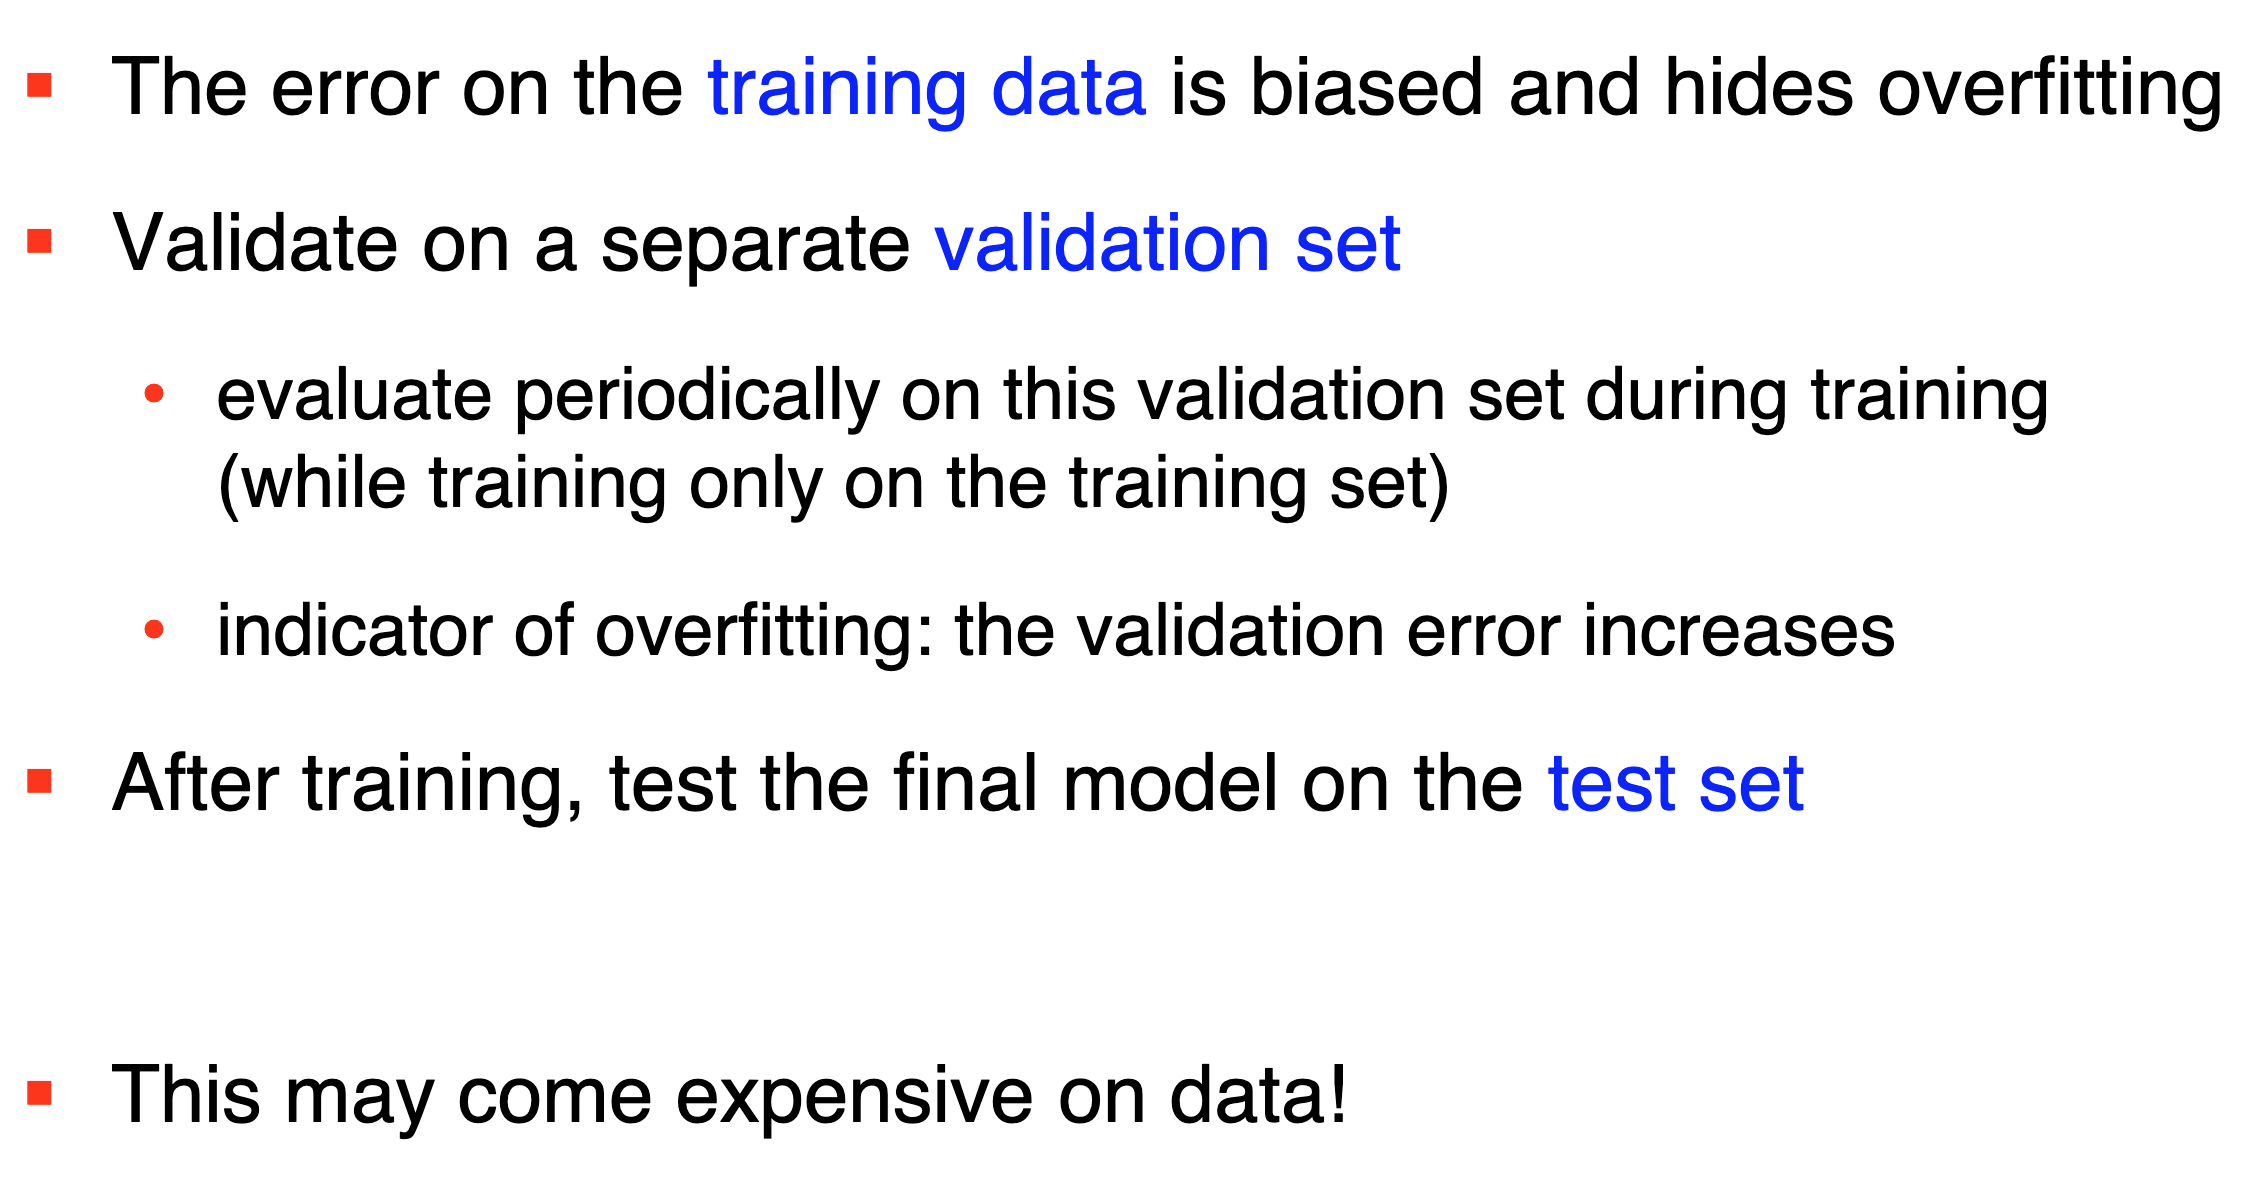 The error on the training data is biased and hides overfitting
Validate on a separate validation set
evaluate periodically on this validation set during training
(while training only on the training set)
indicator of overfitting: the validation error increases
After training, test the final model on the test set
This may come expensive on data!